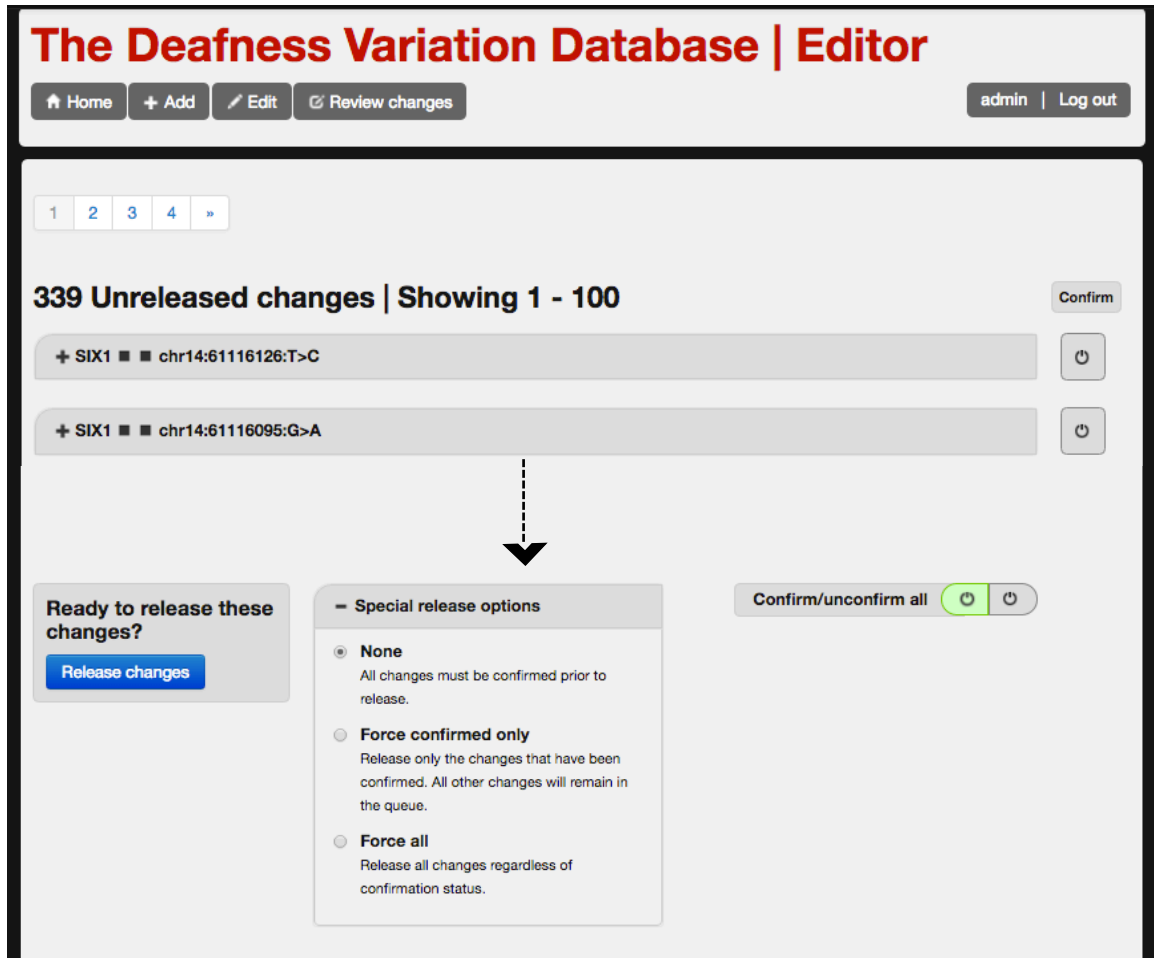 The Deafness Variation Database | Editor
Home
Add
Edit
Review changes
admin | Log out
1 2 3 4 »
339 Unreleased changes | Showing 1 - 100
Confirm
SIX1 ■ ■ chr14:61116126:T>C
SIX1 ■ ■ chr14:61116095:G>A
Ready to release these
changes?
Release changes
Special release options
None
All changes must be confirmed prior to
release.
Force confirmed only
Release only the changes that have been
confirmed. All other changes will remain in
the queue.
Force all
Release all changes regardless of
confirmation status.
Confirm/unconfirm all